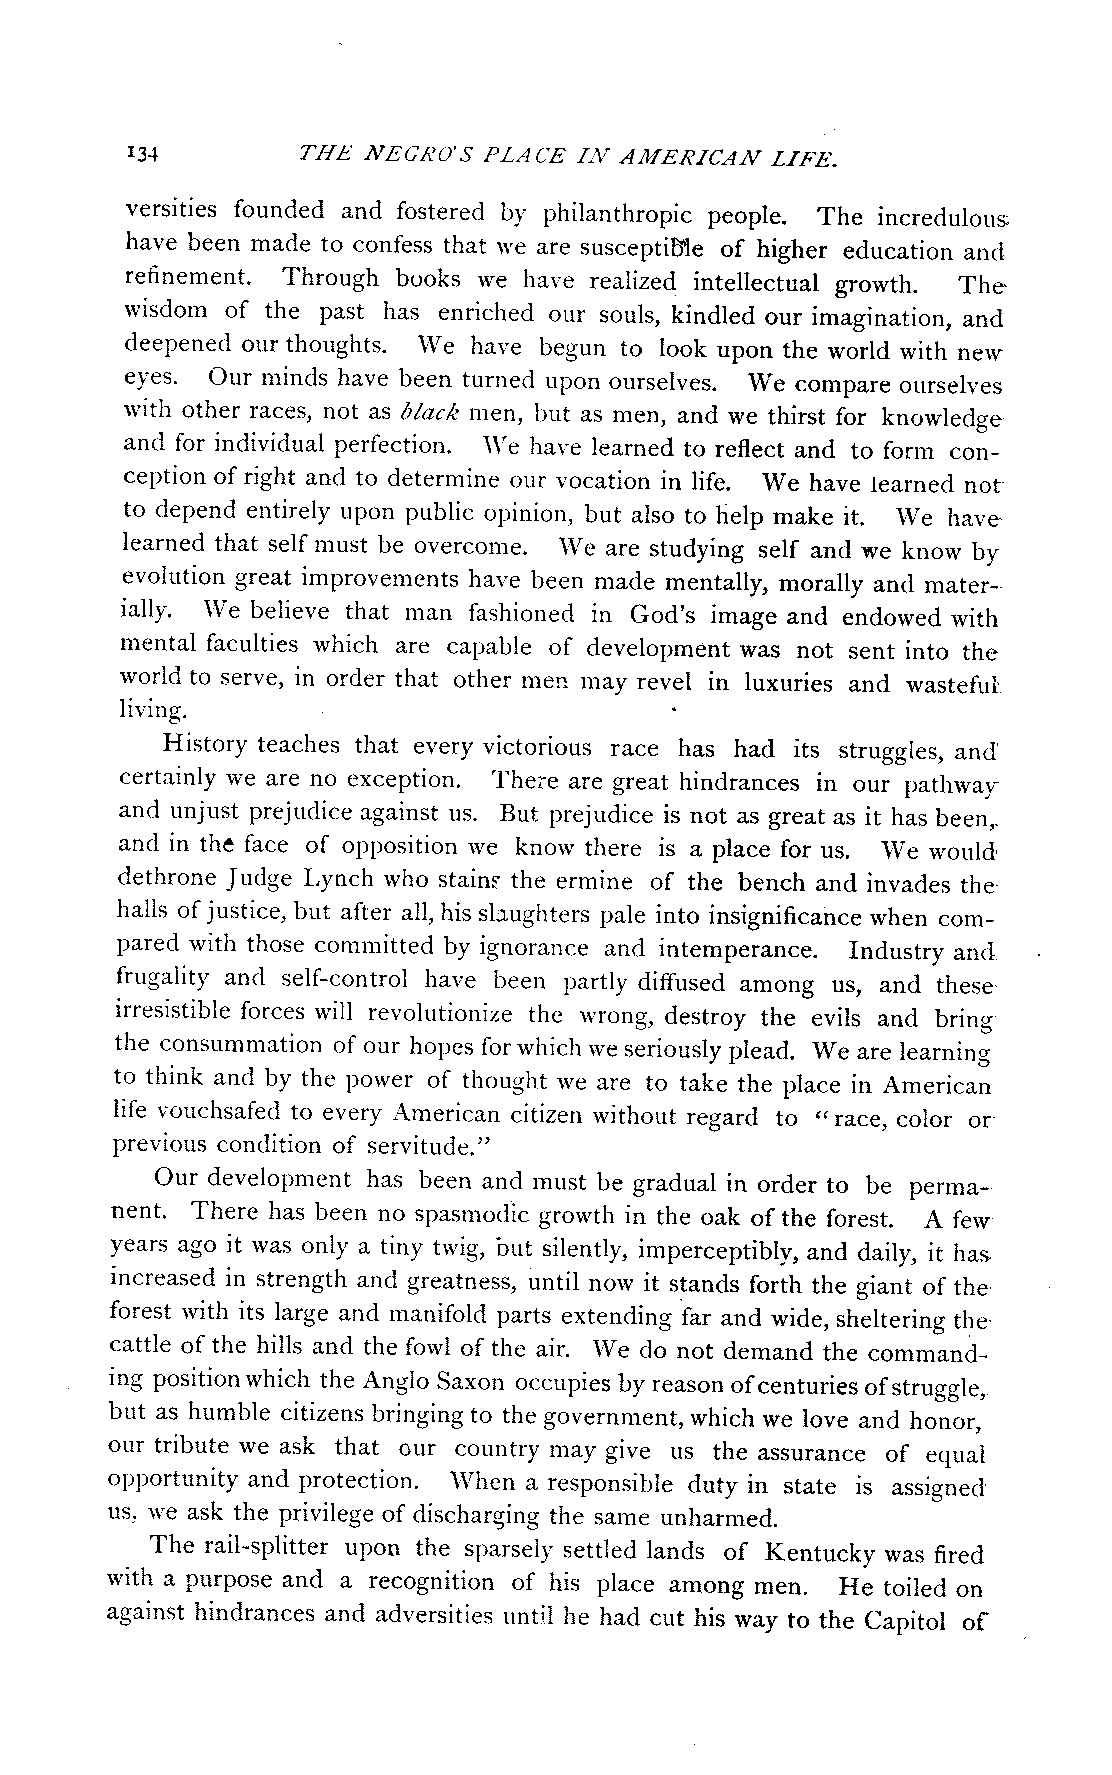 134 THE NEGRO'S PLACE IN AMERICAN LIFE.
versities founded and fostered by philanthropic people. The incredulous
have been made to confess that we are susceptible of higher education and
refinement. Through books we have realized intellectual growth. The
wisdom of the past has enriched our souls, kindled our imagination, and
deepened our thoughts. We have begun to look upon the world with new
eyes. Our minds have been turned upon ourselves. We compare ourselves
with other races, not as black men, but as men, and we thirst for knowledge
and for individual perfection. We have learned to reflect and to form con-
ception of right and to determine our vocation in life. We have learned not
to depend entirely upon public opinion, but also to help make it. We have
learned that self must be overcome. We are studying self and we know by
evolution great improvements have been made mentally, morally and mater-
ially. We believe that man fashioned in God's image and endowed with
mental faculties which are capable of development was not sent into the
world to serve, in order that other men may revel in luxuries and wasteful
living.
History teaches that every victorious race has had its struggles, and
certainly we are no exception. There are great hindrances in our pathway
and unjust prejudice against us. But prejudice is not as great as it has been,
and in the face of opposition we know there is a place for us. We would
dethrone Judge Lynch who stains the ermine of the bench and invades the
halls of justice, but after all, his slaughters pale into insignificance when com-
pared with those committed by ignorance and intemperance. Industry and
frugality and self-control have been partly diffused among us, and these
irresistible forces will revolutionize the wrong, destroy the evils and bring
the consummation of our hopes for which we seriously plead. We are learning
to think and by the power of thought we are to take the place in American
life vouchsafed to every American citizen without regard to "race, color or
previous condition of servitude."
Our development has been and must be gradual in order to be perma-
nent. There has been no spasmodic growth in the oak of the forest. A few
years ago it was only a tiny twig, but silently, imperceptibly, and daily, it has
increased in strength and greatness, until now it stands forth the giant of the
forest with its large and manifold parts extending far and wide, sheltering the
cattle of the hills and the fowl of the air. We do not demand the command-
ing position which the Anglo Saxon occupies by reason of centuries of struggle,
but as humble citizens bringing to the government, which we love and honor,
our tribute we ask that our country may give us the assurance of equal
opportunity and protection. When a responsible duty in state is assigned
us, we ask the privilege of discharging the same unharmed.
The rail-splitter upon the sparsely settled lands of Kentucky was fired
with a purpose and a recognition of his place among men. He toiled on
against hindrances and adversities until he had cut his way to the Capitol of